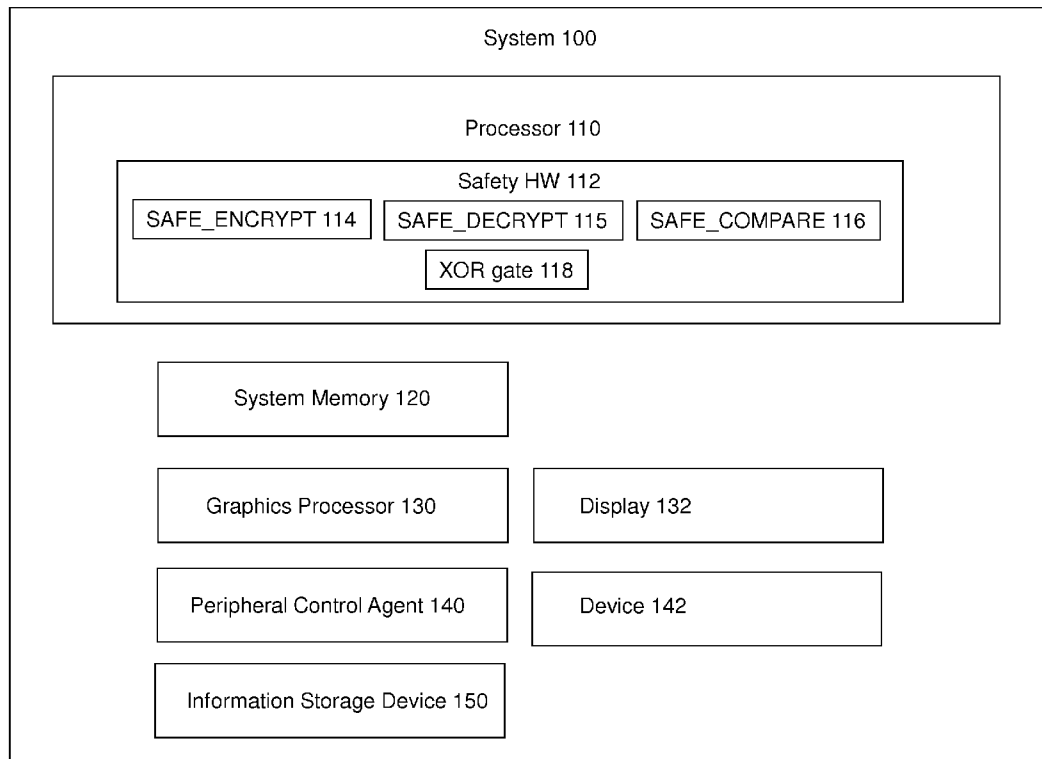 System 100
Processor 110
Safety HW 112
SAFE_ENCRYPT 114
SAFE_DECRYPT 115
SAFE_COMPARE 116
XOR gate 118
System Memory 120
Graphics Processor 130
Display 132
Peripheral Control Agent 140
Device 142
Information Storage Device 150